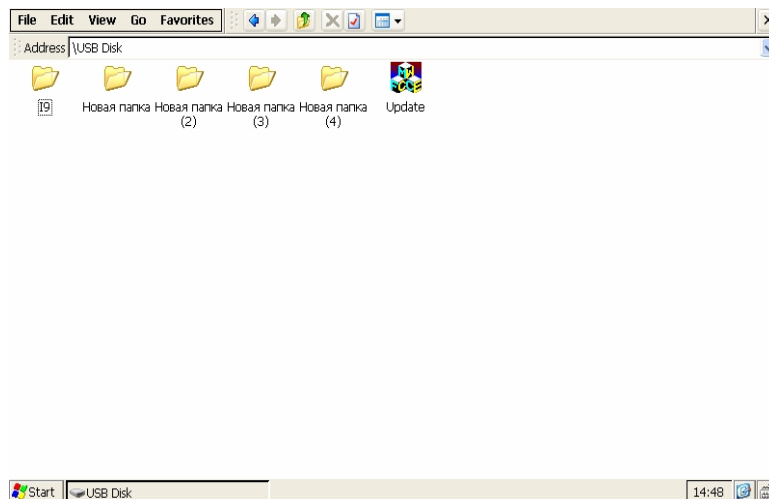 File Edit View Go Favorites
Address \USB Disk
I9 Новая папка Новая папка (2) Новая папка (3) Новая папка (4) Update
Start USB Disk 14:48